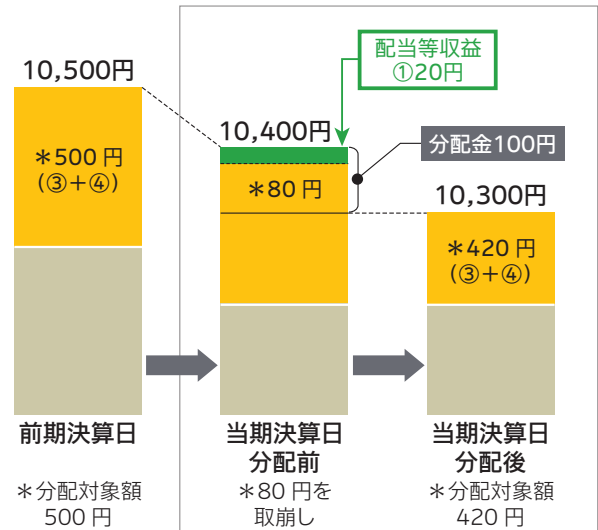 配当等収益
①20円
10,500円
10,400円
分配金100円
＊500 円
(③＋④)
＊80 円
10,300円
＊420 円
(③＋④)
前期決算日
当期決算日
分配前
当期決算日
分配後
＊分配対象額
500 円
＊80 円を
取崩し
＊分配対象額
420 円